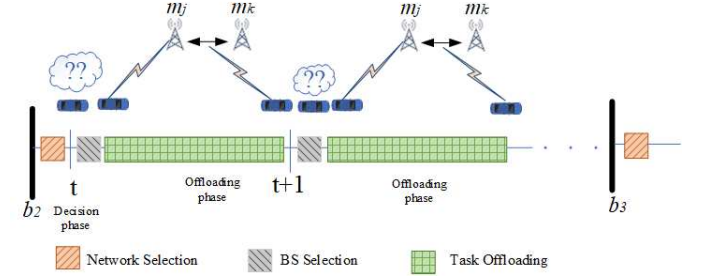 mj mk mj mk
?? ??
t t+1
Offloading phase
Offloading phase
b2 Decision phase
b3
Network Selection BS Selection Task Offloading